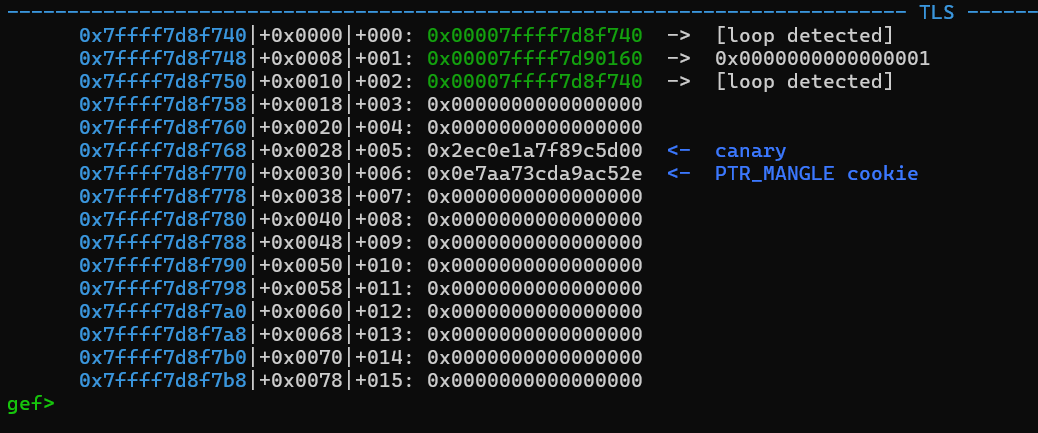 TLS
0x7ffff7d8f740|+0x0000|+000: 0x00007ffff7d8f740 -> [loop detected]
0x7ffff7d8f748|+0x0008|+001: 0x00007ffff7d90160 -> 0x0000000000000001
0x7ffff7d8f750|+0x0010|+002: 0x00007ffff7d8f740 -> [loop detected]
0x7ffff7d8f758|+0x0018|+003: 0x0000000000000000
0x7ffff7d8f760|+0x0020|+004: 0x0000000000000000
0x7ffff7d8f768|+0x0028|+005: 0x2ec0e1a7f89c5d00 <- canary
0x7ffff7d8f770|+0x0030|+006: 0x0e7aa73cda9ac52e <- PTR_MANGLE cookie
0x7ffff7d8f778|+0x0038|+007: 0x0000000000000000
0x7ffff7d8f780|+0x0040|+008: 0x0000000000000000
0x7ffff7d8f788|+0x0048|+009: 0x0000000000000000
0x7ffff7d8f790|+0x0050|+010: 0x0000000000000000
0x7ffff7d8f798|+0x0058|+011: 0x0000000000000000
0x7ffff7d8f7a0|+0x0060|+012: 0x0000000000000000
0x7ffff7d8f7a8|+0x0068|+013: 0x0000000000000000
0x7ffff7d8f7b0|+0x0070|+014: 0x0000000000000000
0x7ffff7d8f7b8|+0x0078|+015: 0x0000000000000000
gef>